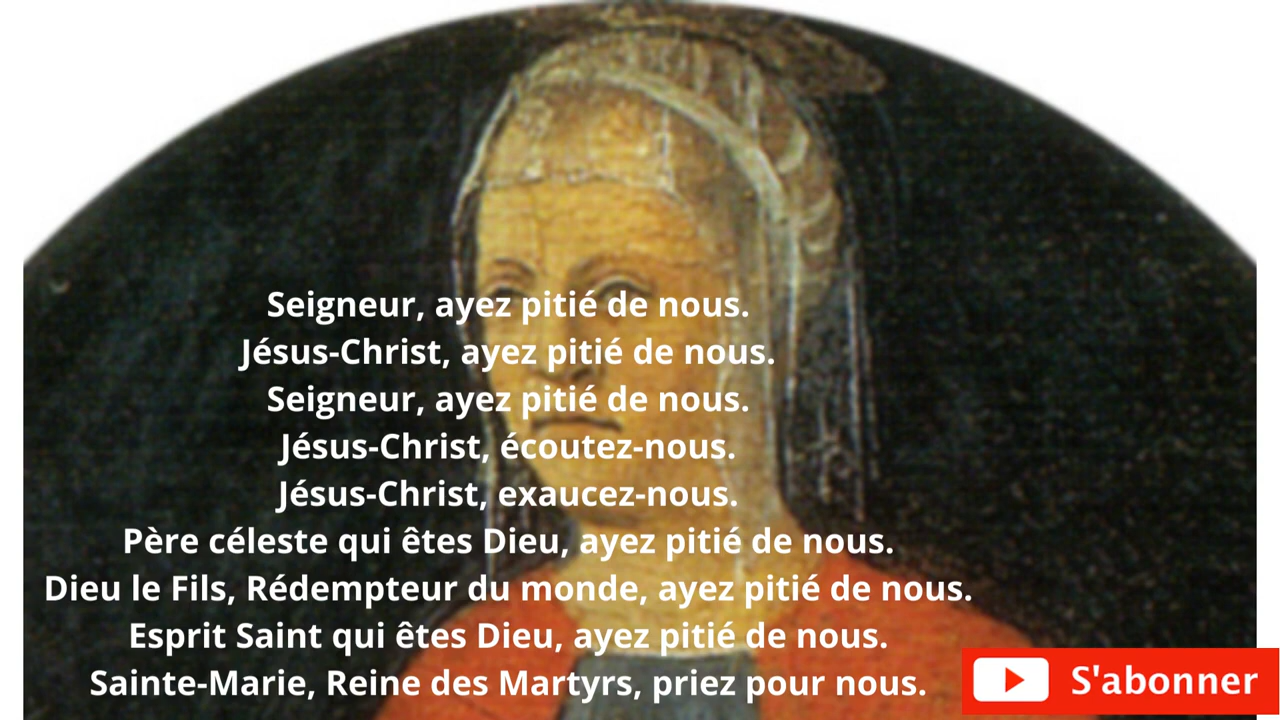 Seigneur, ayez pitié de nous.
Jésus-Christ, ayez pitié de nous.
Seigneur, ayez pitié de nous.
Jésus-Christ, écoutez-nous.
Jésus-Christ, exaucez-nous.
Père céleste qui êtes Dieu, ayez pitié de nous.
Dieu le Fils, Rédempteur du monde, ayez pitié de nous.
Esprit Saint qui êtes Dieu, ayez pitié de nous.
Sainte-Marie, Reine des Martyrs, priez pour nous.
S'abonner